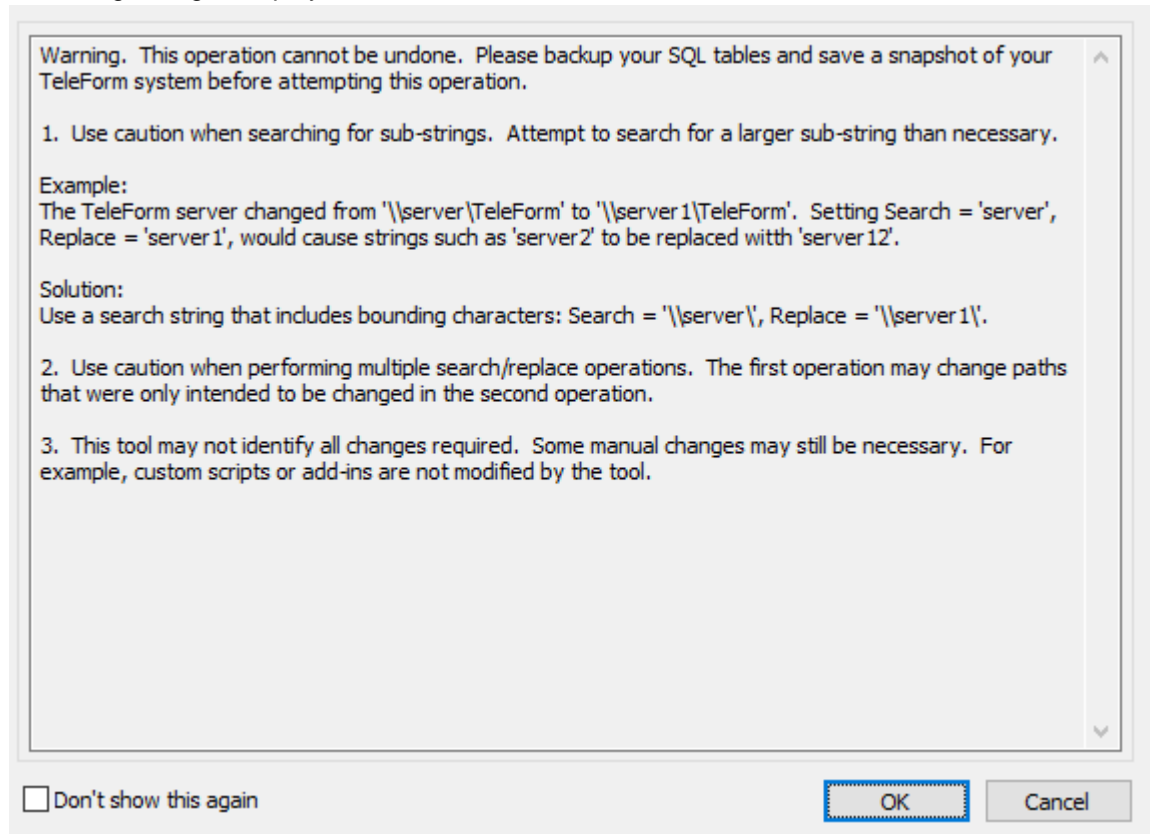 Warning.  This operation cannot be undone.  Please backup your SQL tables and save a snapshot of your
TeleForm system before attempting this operation.
1.  Use caution when searching for sub-strings.  Attempt to search for a larger sub-string than necessary.
Example:
The TeleForm server changed from '\\server\TeleForm' to '\\server1\TeleForm'.  Setting Search = 'server',
Replace = 'server1', would cause strings such as 'server2' to be replaced witth 'server12'.
Solution:
Use a search string that includes bounding characters: Search = '\\server\', Replace = '\\server1\'.
2.  Use caution when performing multiple search/replace operations.  The first operation may change paths
that were only intended to be changed in the second operation.
3.  This tool may not identify all changes required.  Some manual changes may still be necessary.  For
example, custom scripts or add-ins are not modified by the tool.
Don't show this again
OK
Cancel